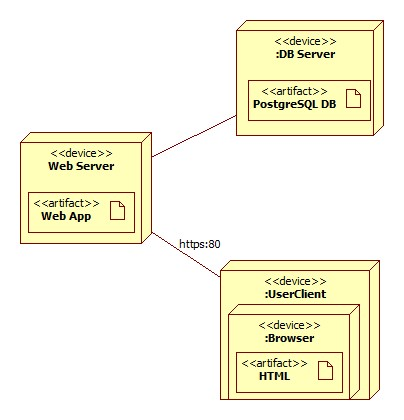 <<device>>
:DB Server
<<artifact>>
PostgreSQL DB
<<device>>
Web Server
<<artifact>>
Web App
https:80
<<device>>
:UserClient
<<device>>
:Browser
<<artifact>>
HTML